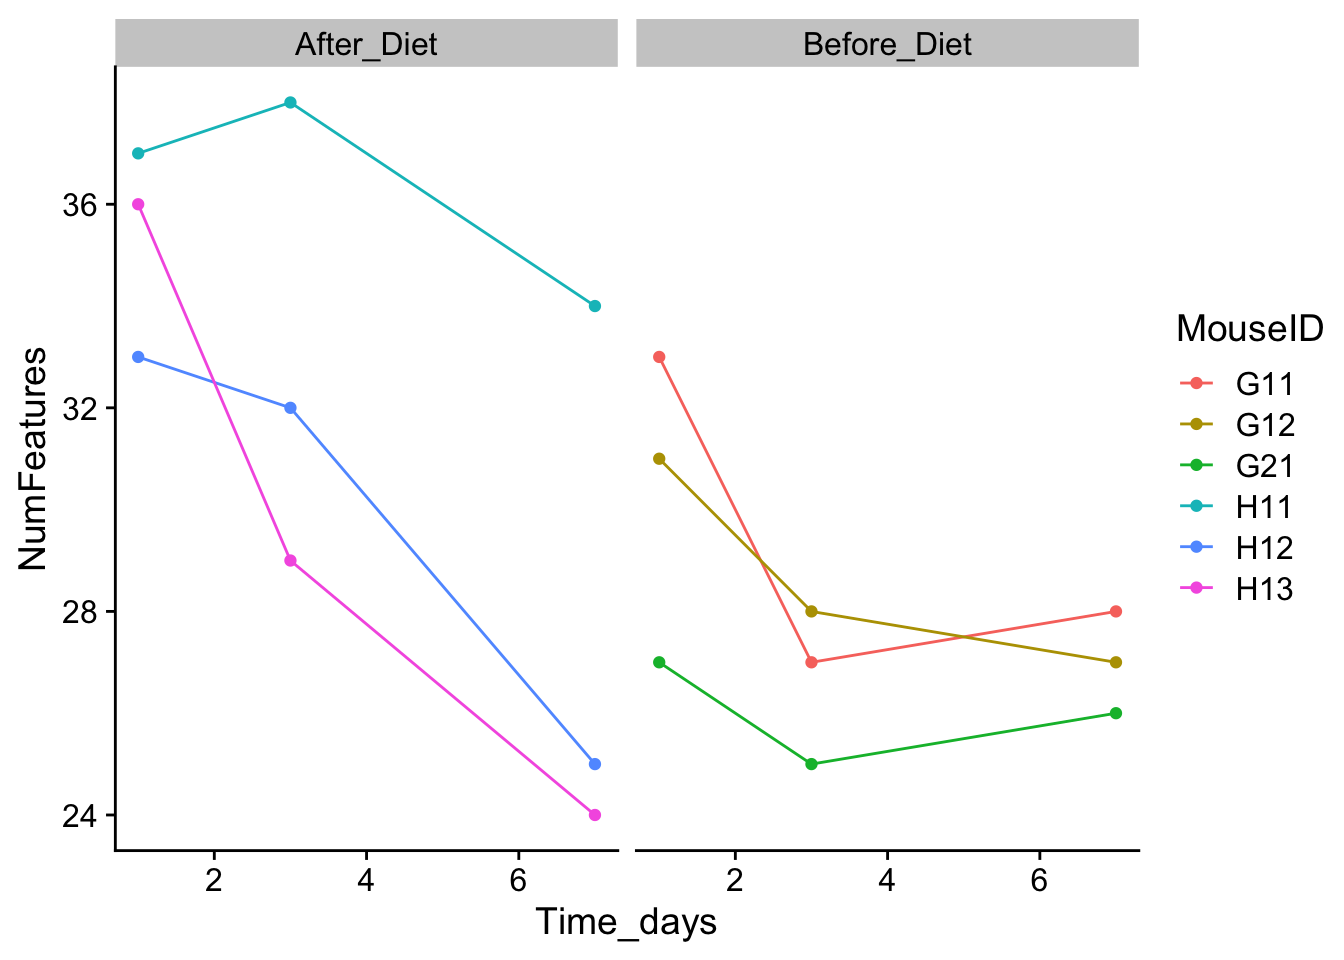 After_Diet
Before_Diet
36
32
28
24
NumFeatures
2
4
6
2
4
6
Time_days
MouseID
G11
G12
G21
H11
H12
H13